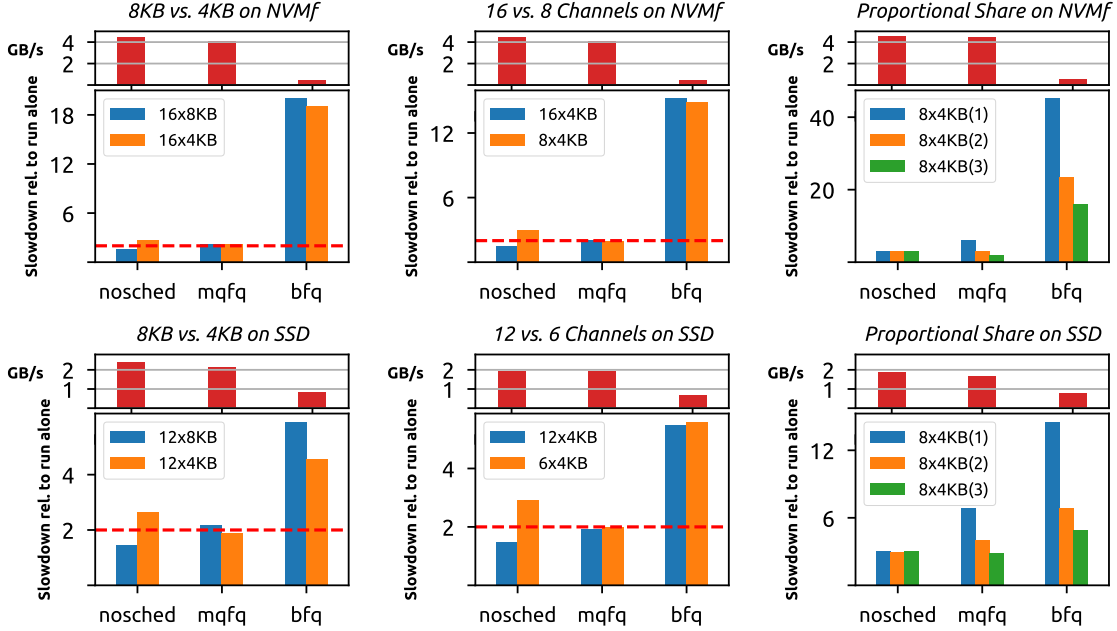 8KB vs. 4KB on NVMf
GB/s
4
2
Slowdown rel. to run alone
18
12
6
16x8KB
16x4KB
nosched mqfq bfq
16 vs. 8 Channels on NVMf
4
2
12
6
16x4KB
8x4KB
nosched mqfq bfq
Proportional Share on NVMf
GB/s
4
2
Slowdown rel. to run alone
40
20
8x4KB(1)
8x4KB(2)
8x4KB(3)
nosched mqfq bfq
8KB vs. 4KB on SSD
GB/s
2
1
Slowdown rel. to run alone
4
2
12x8KB
12x4KB
nosched mqfq bfq
12 vs. 6 Channels on SSD
GB/s
2
1
Slowdown rel. to run alone
4
2
12x4KB
6x4KB
nosched mqfq bfq
Proportional Share on SSD
GB/s
2
1
Slowdown rel. to run alone
12
6
8x4KB(1)
8x4KB(2)
8x4KB(3)
nosched mqfq bfq